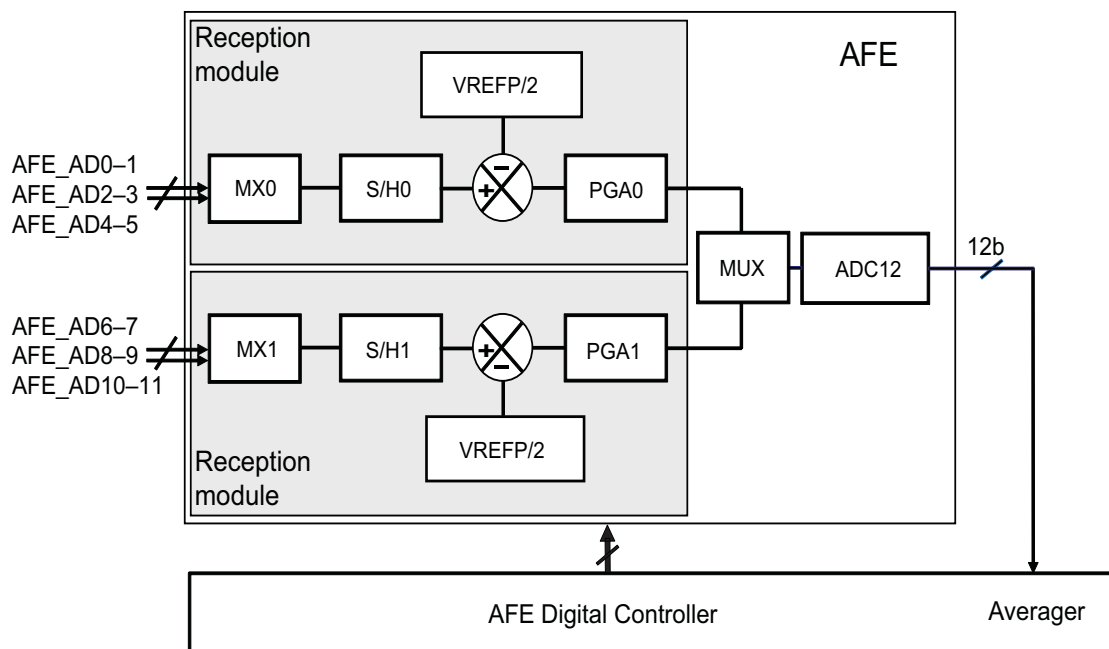 Reception
module
VREFP/2
AFE
AFE_AD0–1
AFE_AD2–3
AFE_AD4–5
MX0
S/H0
−
+
PGA0
MUX
ADC12
12b
AFE_AD6–7
AFE_AD8–9
AFE_AD10–11
MX1
S/H1
+
−
PGA1
VREFP/2
Reception
module
AFE Digital Controller
Averager